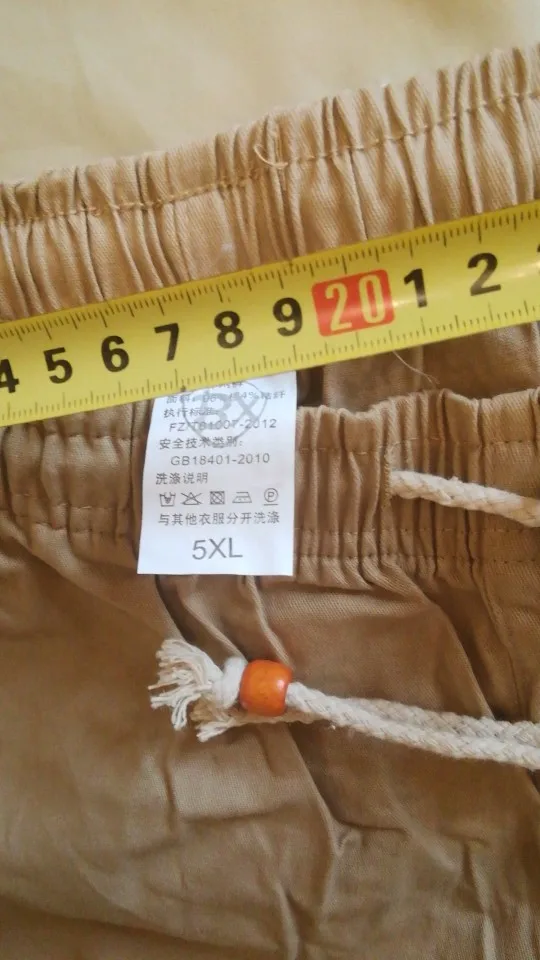 4 5 6 7 8 9 20 1 2
执行标准:
FZ/T81007-2012
安全技术类别:
GB18401-2010
洗涤说明
与其他衣服分开洗涤
5XL